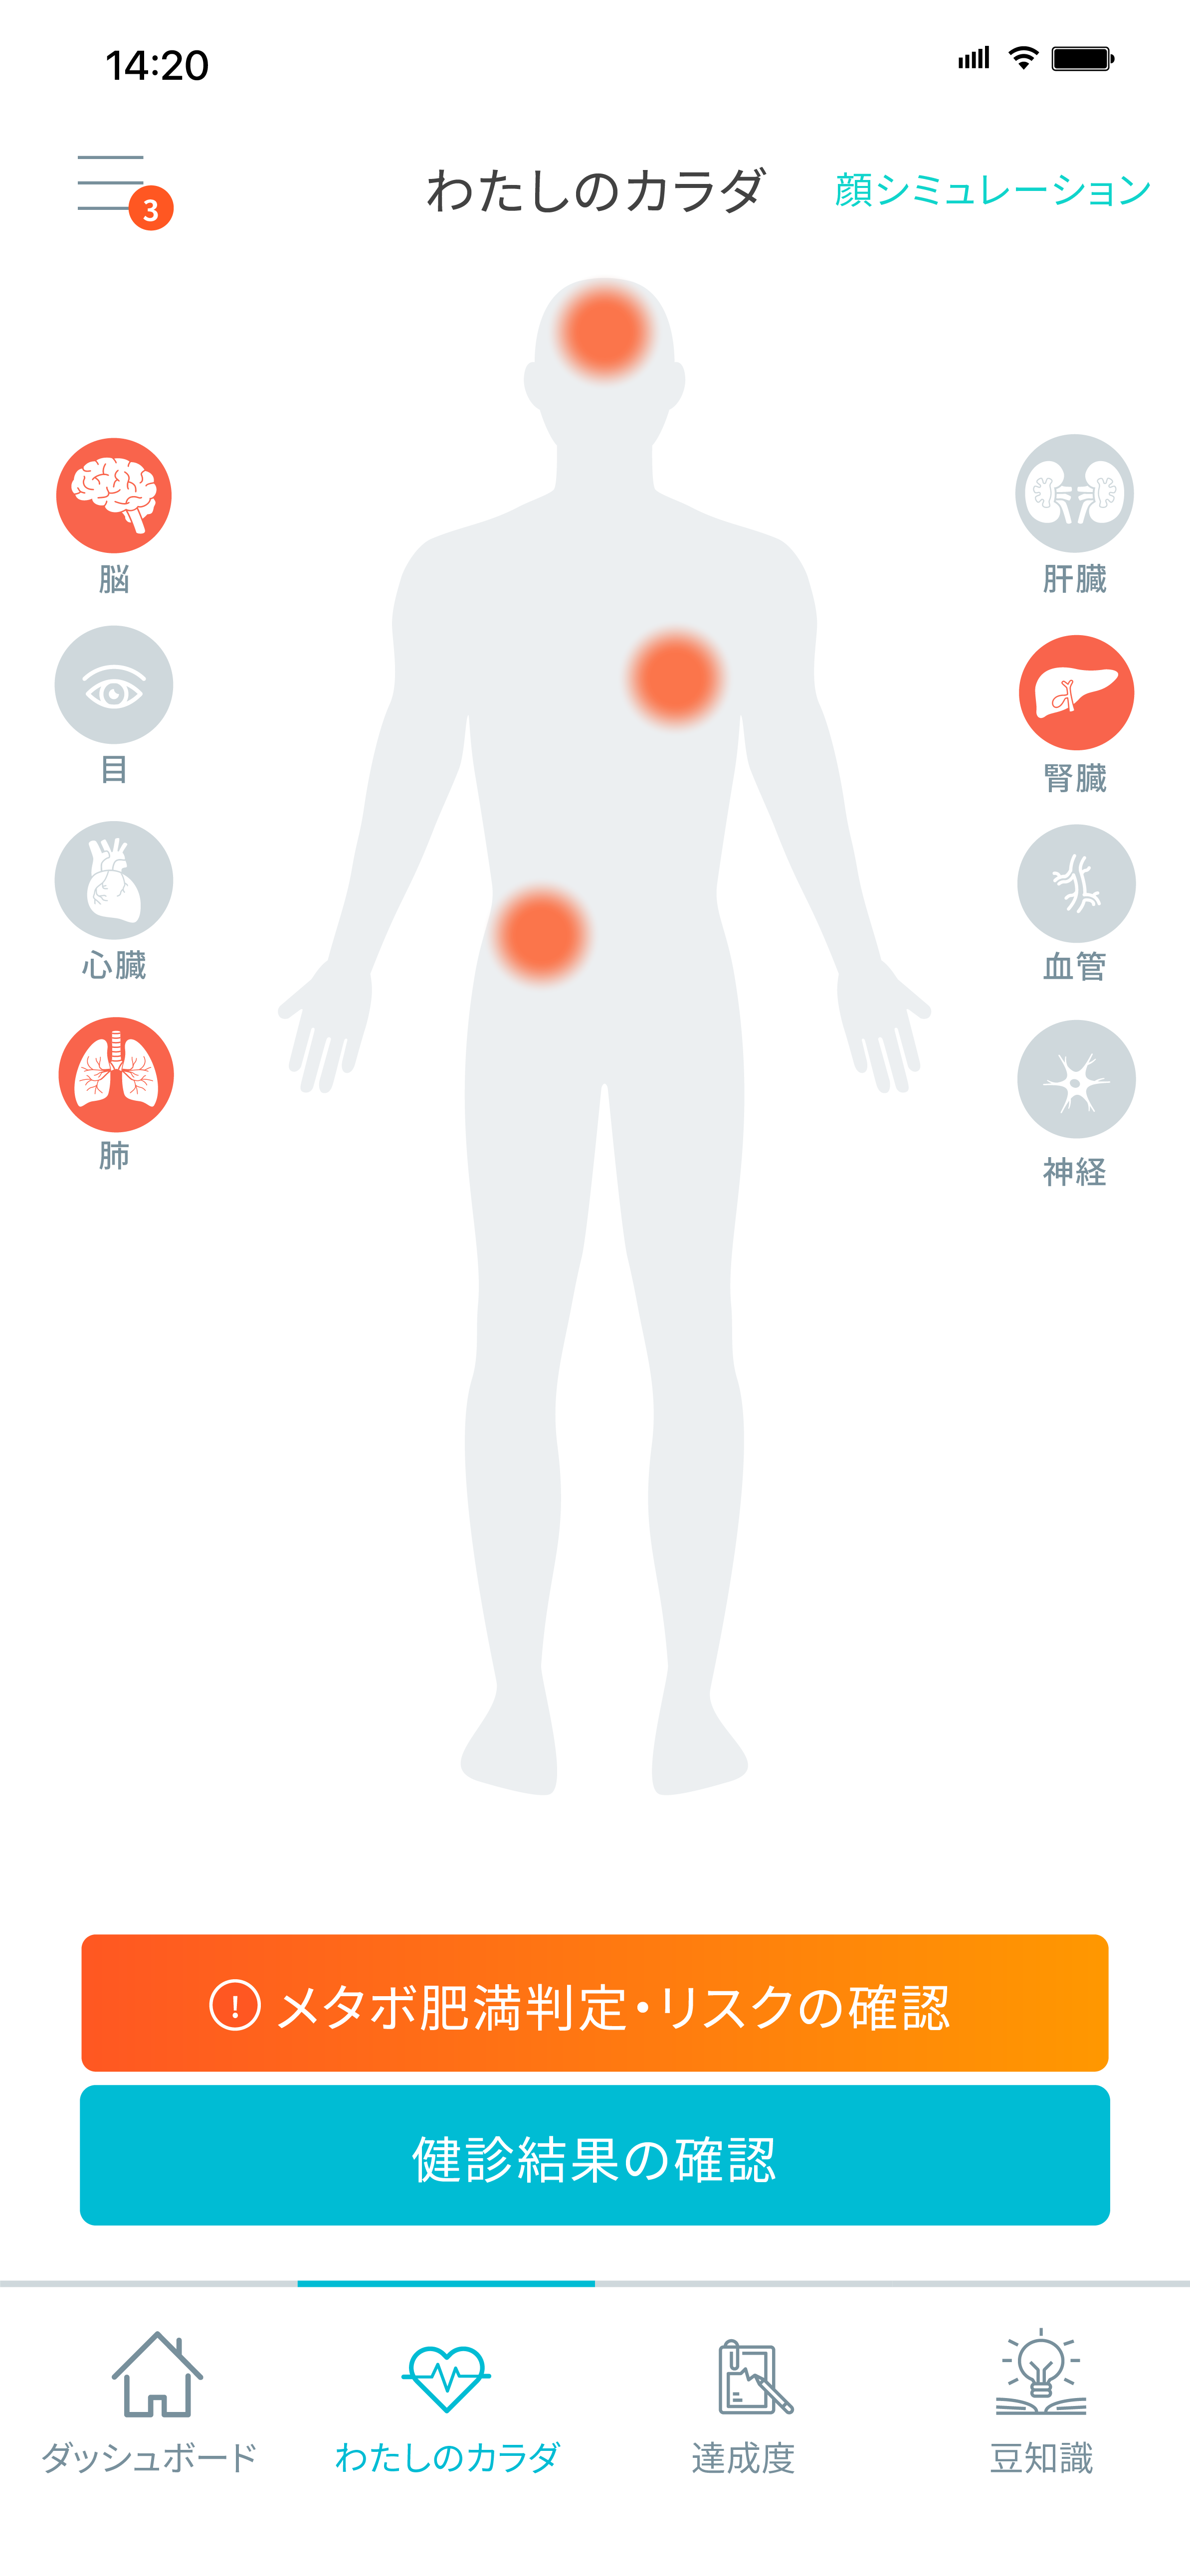 14:20
3
わたしのカラダ
顔シミュレーション
脳
目
心臓
肺
肝臓
腎臓
血管
神経
! メタボ肥満判定・リスクの確認
健診結果の確認
ダッシュボード
わたしのカラダ
達成度
豆知識